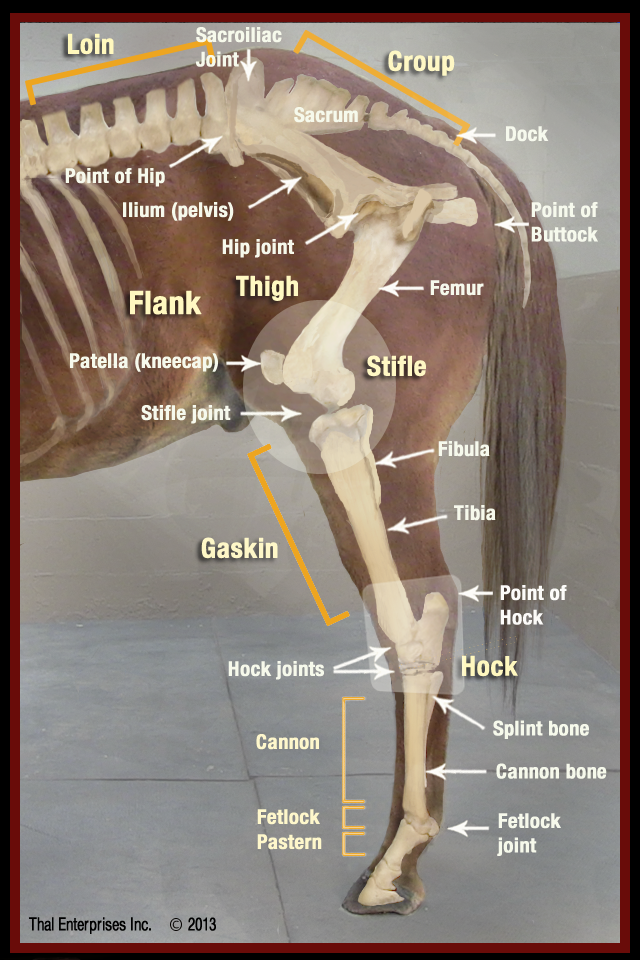 Loin
Sacroiliac
Joint
Croup
Sacrum
Dock
Point of Hip
Ilium (pelvis)
Point of
Buttock
Hip joint
Thigh
Femur
Flank
Patella (kneecap)
Stifle
Stifle joint
Fibula
Tibia
Gaskin
Point of
Hock
Hock joints
Hock
Splint bone
Cannon
Cannon bone
Fetlock
Pastern
Fetlock
joint
Thal Enterprises Inc. © 2013